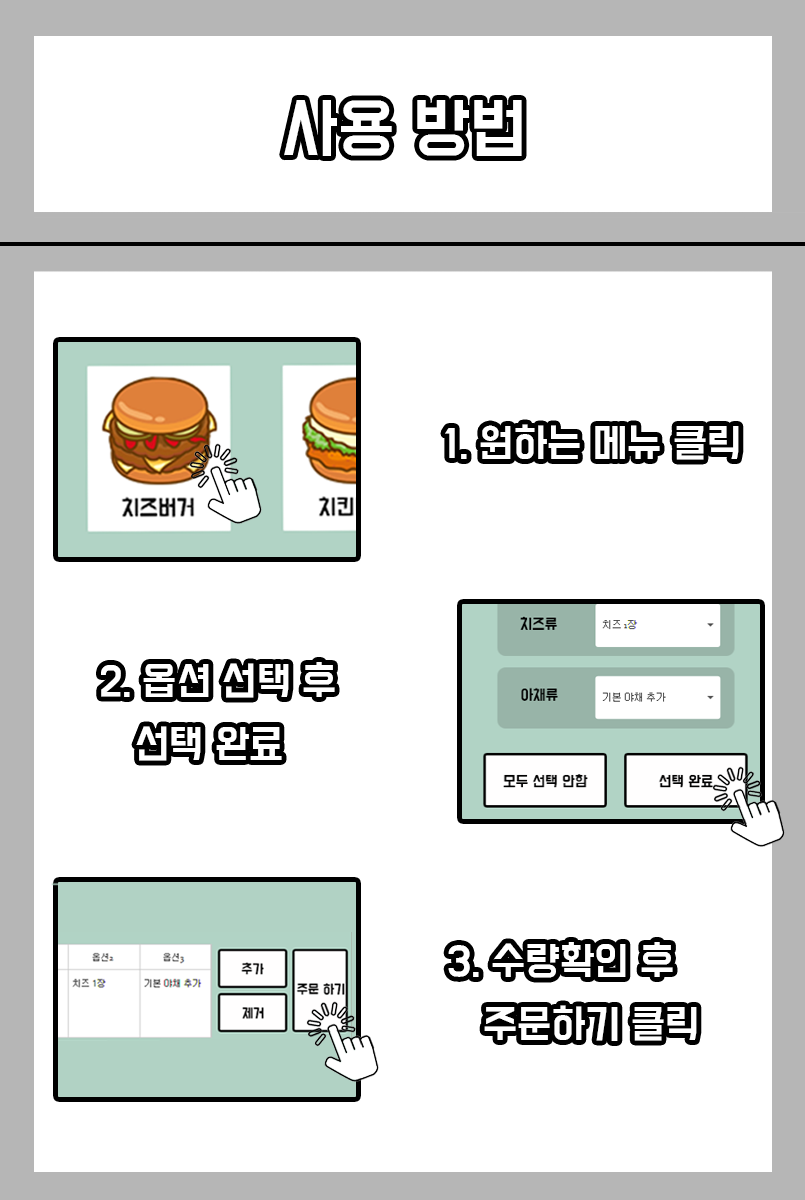 사용 방법
치즈버거
치킨
1. 원하는 메뉴 클릭
2. 옵션 선택 후
선택 완료
치즈류
치즈 1장
야채류
기본 야채 추가
모두 선택 안함
선택 완료
옵션2
옵션3
치즈 1장
기본 야채 추가
추가
제거
주문 하기
3. 수량확인 후
주문하기 클릭